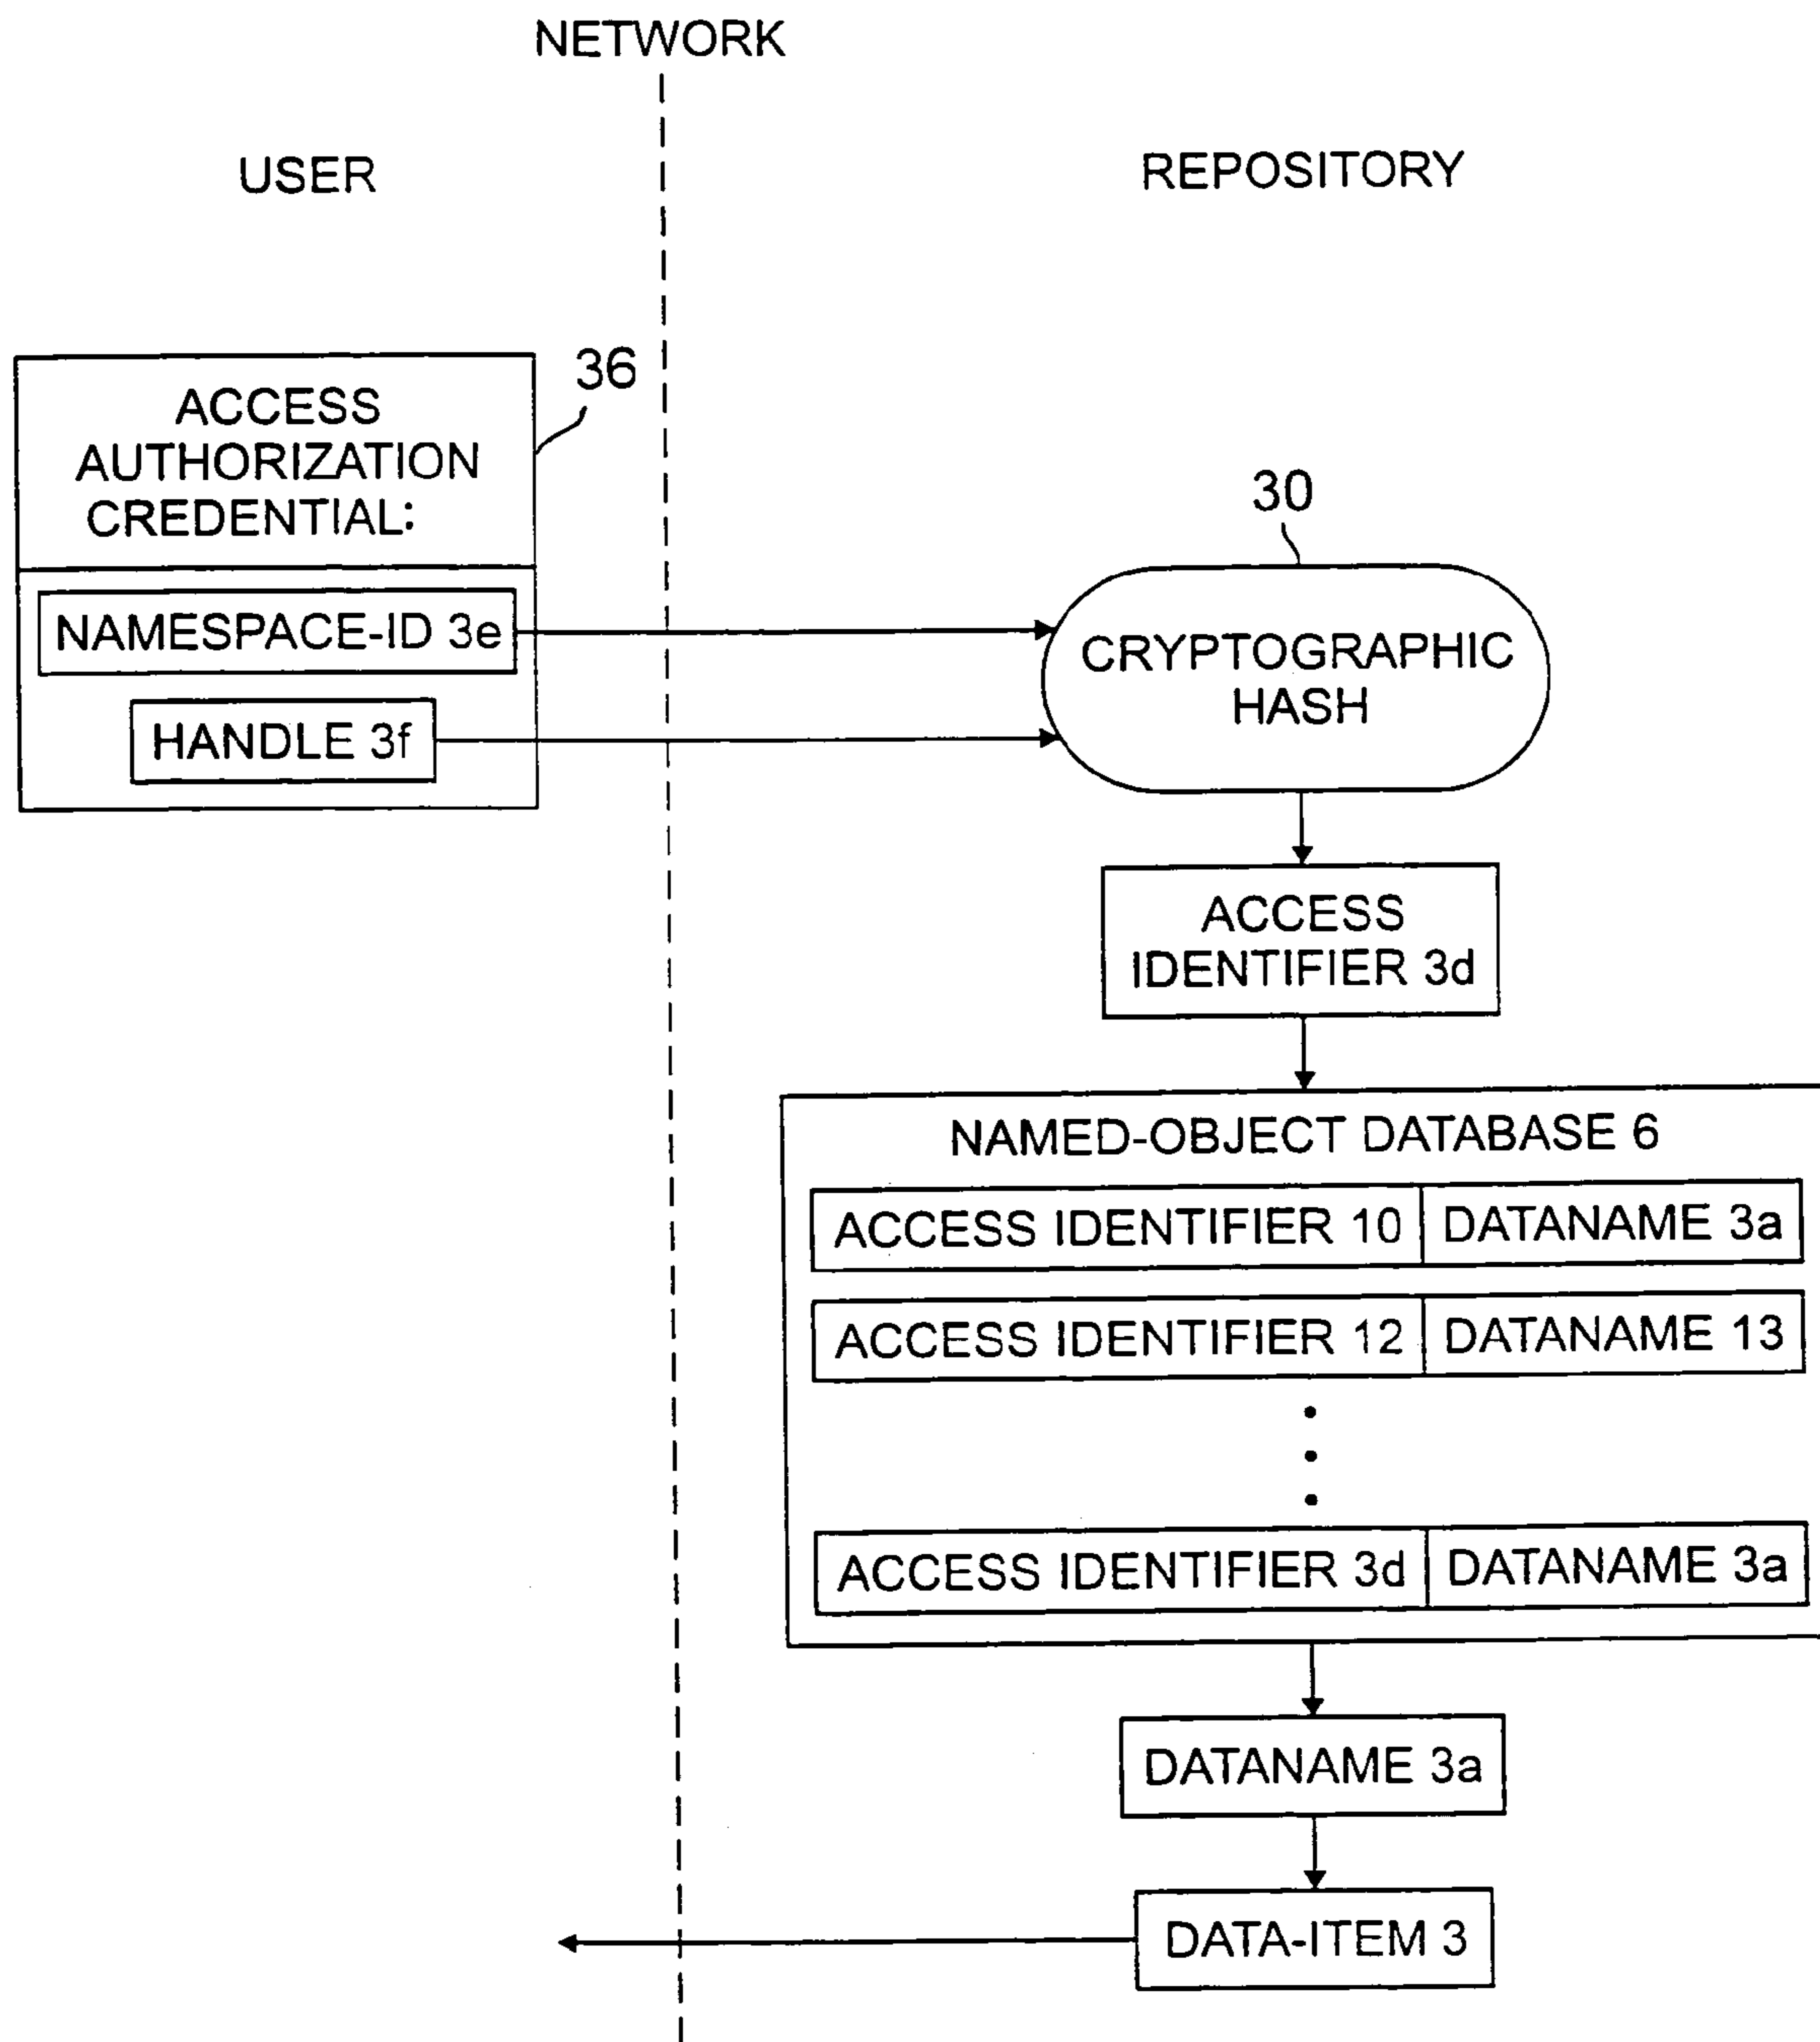 NETWORK
USER
REPOSITORY
36
ACCESS
AUTHORIZATION
CREDENTIAL:
NAMESPACE-ID 3e
HANDLE 3f
30
CRYPTOGRAPHIC
HASH
ACCESS
IDENTIFIER 3d
NAMED-OBJECT DATABASE 6
ACCESS IDENTIFIER 10 DATANAME 3a
ACCESS IDENTIFIER 12 DATANAME 13
ACCESS IDENTIFIER 3d DATANAME 3a
DATANAME 3a
DATA-ITEM 3